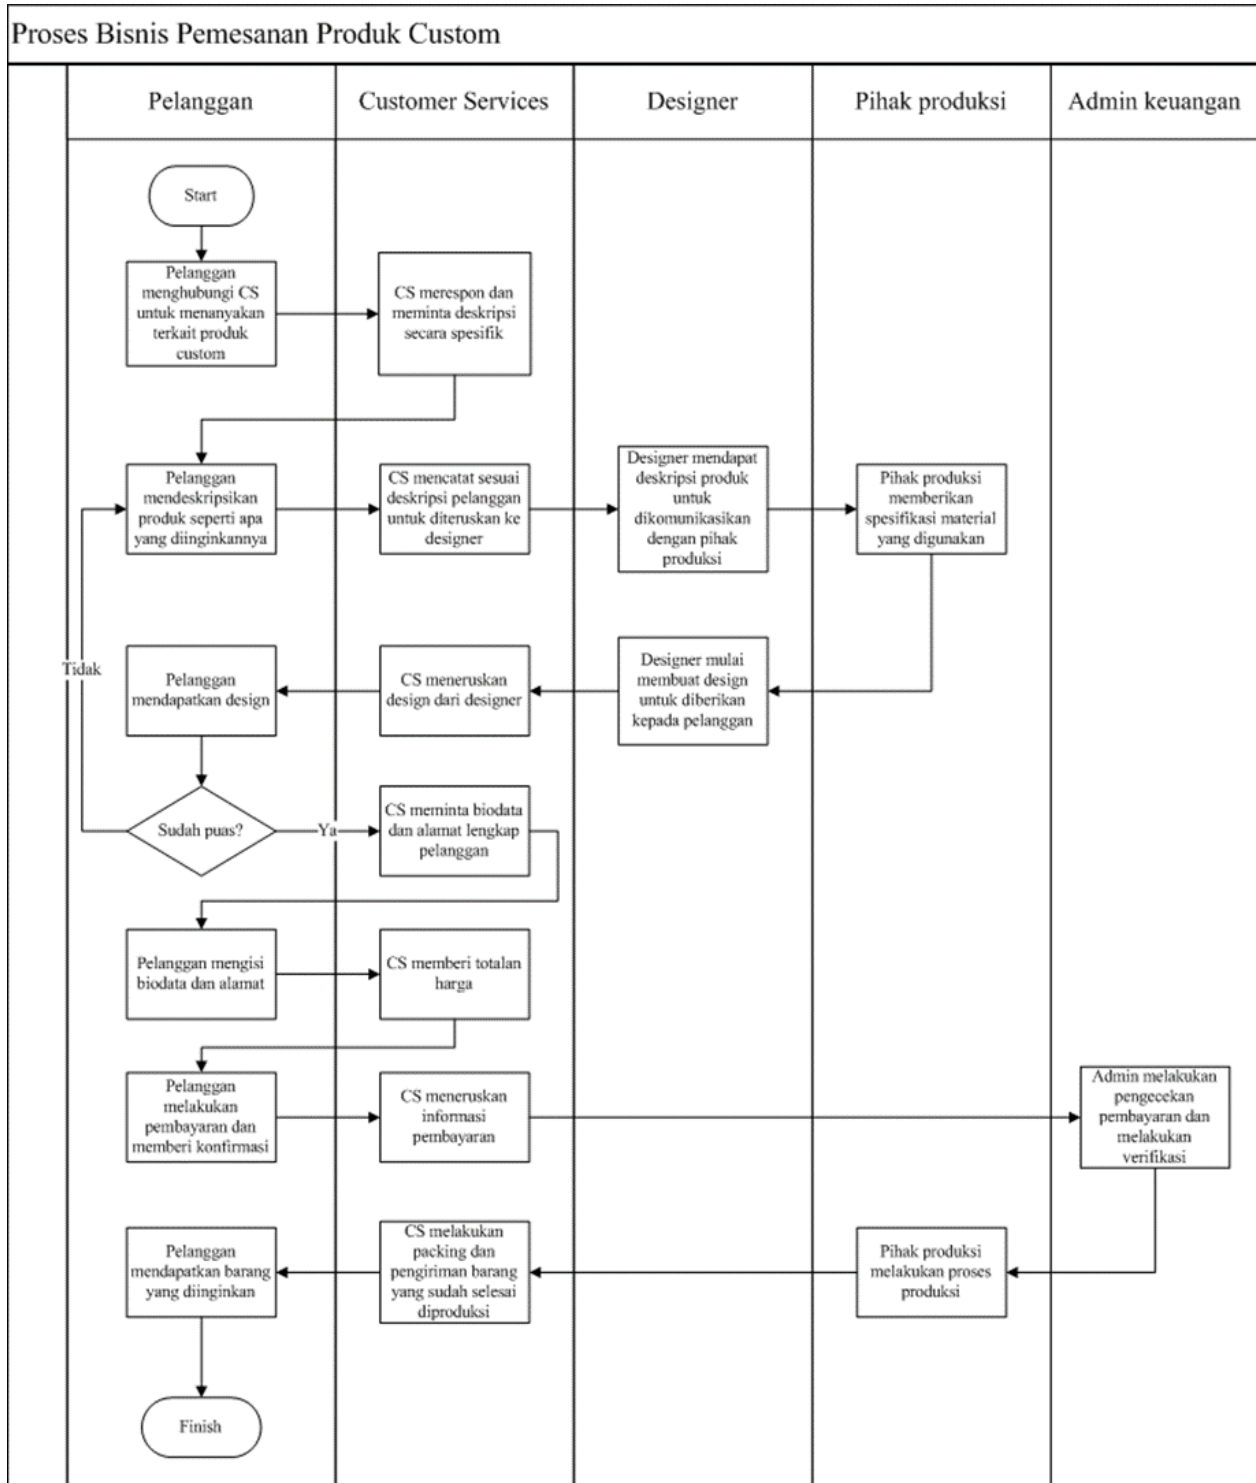 Proses Bisnis Pemesanan Produk Custom
Pelanggan
Customer Services
Designer
Pihak produksi
Admin keuangan
Start
Pelanggan
menghubungi CS
untuk menanyakan
terkait produk
custom
CS merespon dan
meminta deskripsi
secara spesifik
Pelanggan
mendeskripsikan
produk seperti apa
yang diinginkannya
CS mencatat sesuai
deskripsi pelanggan
untuk diteruskan ke
designer
Designer mendapat
deskripsi produk
untuk
dikomunikasikan
dengan pihak
produksi
Pihak produksi
memberikan
spesifikasi material
yang digunakan
Designer mulai
membuat design
untuk diberikan
kepada pelanggan
CS meneruskan
design dari designer
Pelanggan
mendapatkan design
Tidak
Sudah puas?
Ya
CS meminta biodata
dan alamat lengkap
pelanggan
Pelanggan mengisi
biodata dan alamat
CS memberi totalan
harga
Pelanggan
melakukan
pembayaran dan
memberi konfirmasi
CS meneruskan
informasi
pembayaran
Admin melakukan
pengecekan
pembayaran dan
melakukan
verifikasi
Pihak produksi
melakukan proses
produksi
CS melakukan
packing dan
pengiriman barang
yang sudah selesai
diproduksi
Pelanggan
mendapatkan barang
yang diinginkan
Finish